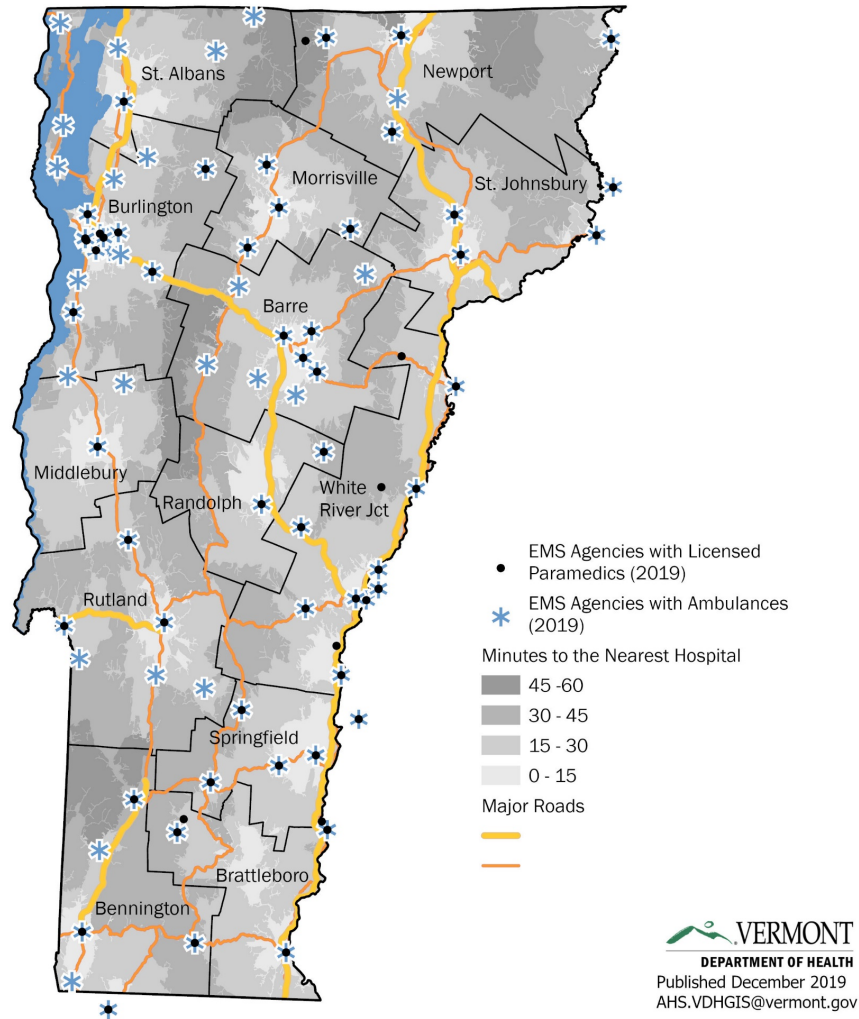 St. Albans
Newport
Morrisville
St. Johnsbury
Burlington
Barre
Middlebury
Randolph
White
River Jct
Rutland
Springfield
Brattleboro
Bennington
EMS Agencies with Licensed
Paramedics (2019)
EMS Agencies with Ambulances
(2019)
Minutes to the Nearest Hospital
45 -60
30 - 45
15 - 30
0 - 15
Major Roads
VERMONT
DEPARTMENT OF HEALTH
Published December 2019
AHS.VDHGIS@vermont.gov